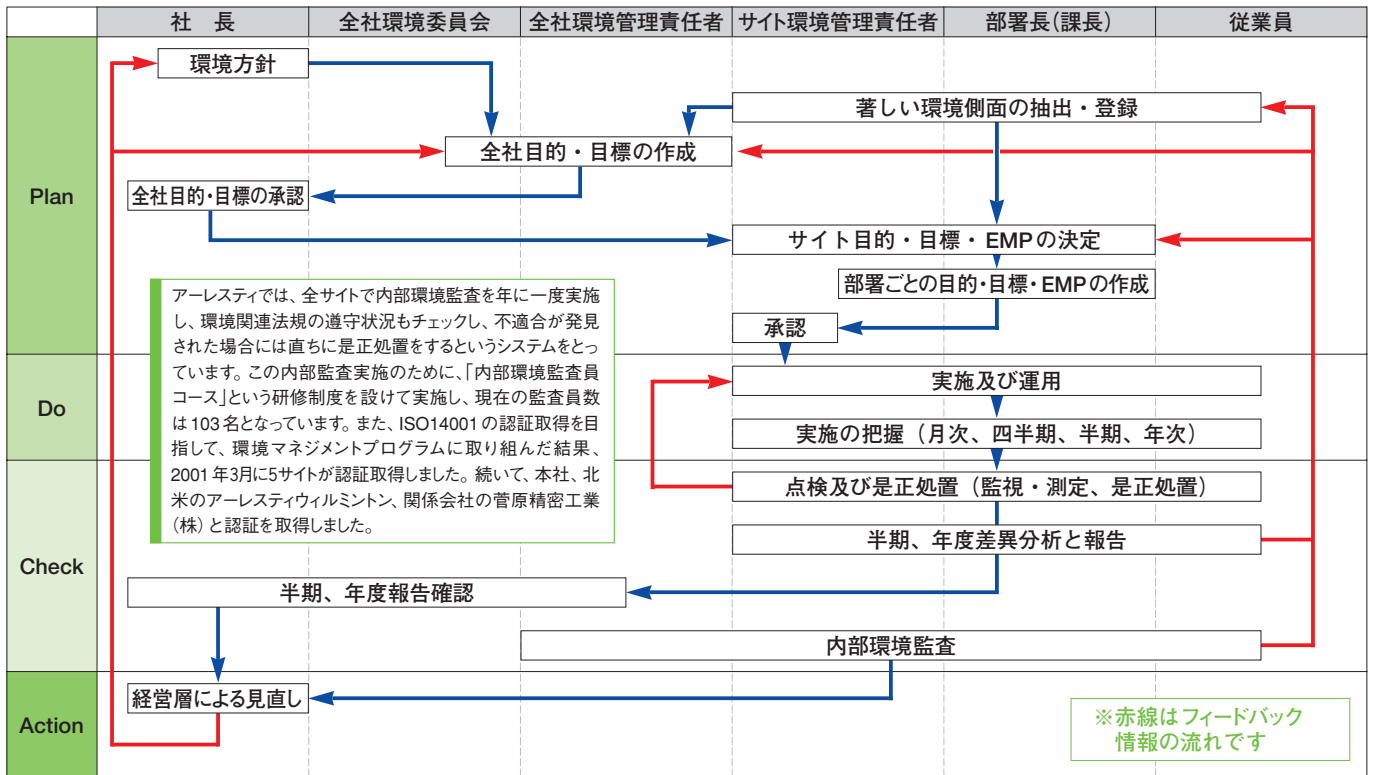 社　長
全社環境委員会
全社環境管理責任者
サイト環境管理責任者
部署長(課長)
従業員
Plan
環境方針
著しい環境側面の抽出・登録
全社目的・目標の作成
全社目的・目標の承認
サイト目的・目標・EMPの決定
部署ごとの目的・目標・EMPの作成
承認
アーレスティでは、全サイトで内部環境監査を年に一度実施
し、環境関連法規の遵守状況もチェックし、不適合が発見
された場合には直ちに是正処置をするというシステムをとっ
ています。この内部監査実施のために、「内部環境監査員
コース」という研修制度を設けて実施し、現在の監査員数
は103名となっています。また、ISO14001の認証取得を目
指して、環境マネジメントプログラムに取り組んだ結果、
2001年3月に5サイトが認証取得しました。続いて、本社、北
米のアーレスティウィルミントン、関係会社の菅原精密工業
(株)と認証を取得しました。
Do
実施及び運用
実施の把握（月次、四半期、半期、年次）
Check
点検及び是正処置（監視・測定、是正処置）
半期、年度差異分析と報告
半期、年度報告確認
内部環境監査
Action
経営層による見直し
※赤線はフィードバック
情報の流れです